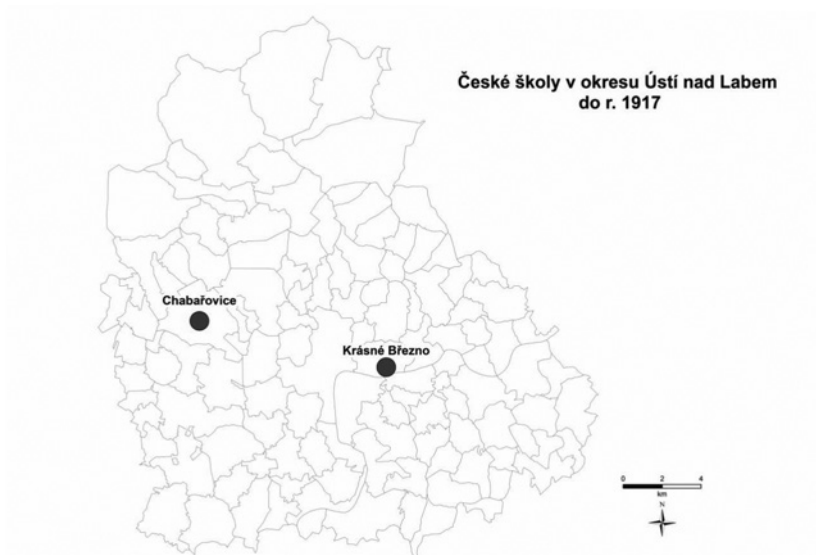 České školy v okresu Ústí nad Labem
do r. 1917
Chabařovice
Krásné Březno
0 2 4
km
N